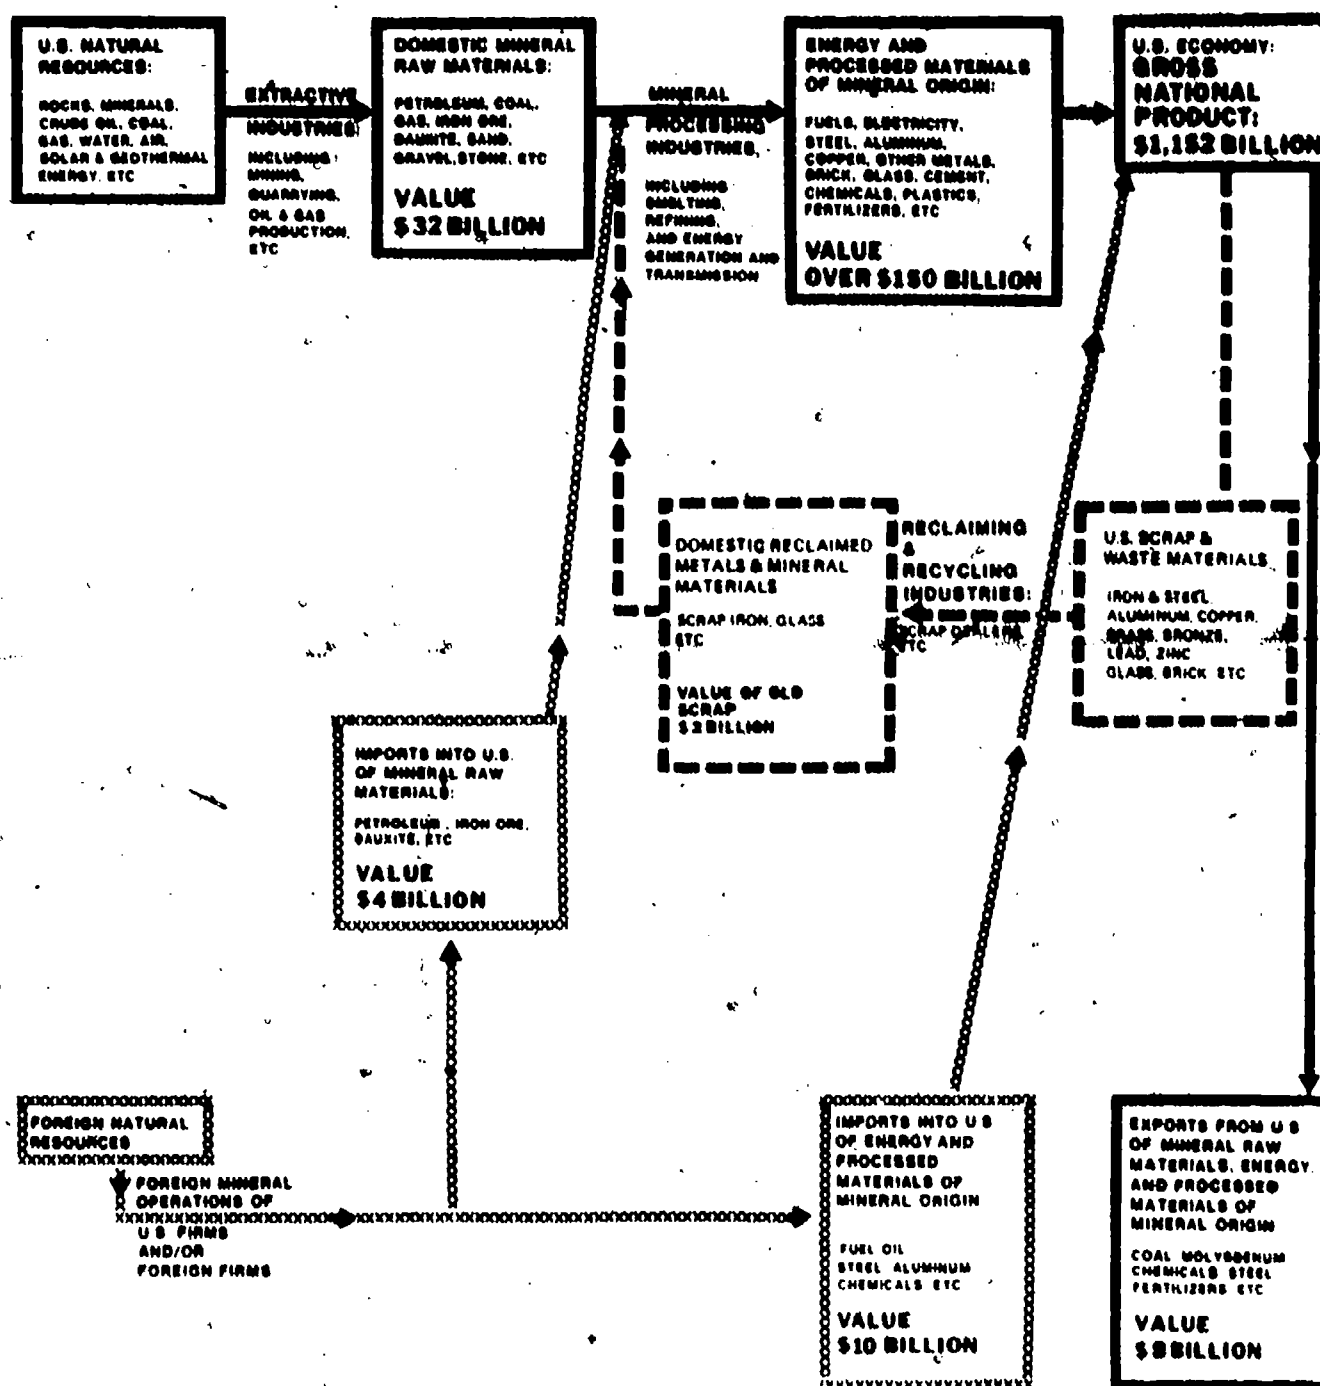 U.S. NATURAL
RESOURCES:
ROCKS, MINERALS,
CRUDE OIL, COAL,
GAS, WATER, AIR,
SOLAR & GEOTHERMAL
ENERGY, ETC
EXTRACTIVE
INDUSTRIES:
INCLUDING
MINING,
QUARRYING,
OIL & GAS
PRODUCTION,
ETC
DOMESTIC MINERAL
RAW MATERIALS:
PETROLEUM, COAL,
GAS, IRON ORE,
BAUXITE, SAND,
GRAVEL, STONE, ETC
VALUE
$32 BILLION
MINERAL
PROCESSING
INDUSTRIES,
INCLUDING
SMELTING,
REFINING,
AND ENERGY
GENERATION AND
TRANSMISSION
ENERGY AND
PROCESSED MATERIALS
OF MINERAL ORIGIN:
FUELS, ELECTRICITY,
STEEL, ALUMINUM,
COPPER, OTHER METALS,
BRICK, GLASS, CEMENT,
CHEMICALS, PLASTICS,
FERTILIZERS, ETC
VALUE
OVER $150 BILLION
U.S. ECONOMY:
GROSS
NATIONAL
PRODUCT:
$1,152 BILLION
DOMESTIC RECLAIMED
METALS & MINERAL
MATERIALS
SCRAP IRON, GLASS
ETC
VALUE OF OLD
SCRAP
$2 BILLION
RECLAIMING
&
RECYCLING
INDUSTRIES:
SCRAP DEALERS
ETC
U.S. SCRAP &
WASTE MATERIALS
IRON & STEEL,
ALUMINUM, COPPER,
BRASS, BRONZE,
LEAD, ZINC
GLASS, BRICK ETC
IMPORTS INTO U.S.
OF MINERAL RAW
MATERIALS:
PETROLEUM, IRON ORE,
BAUXITE, ETC
VALUE
$4 BILLION
FOREIGN NATURAL
RESOURCES
FOREIGN MINERAL
OPERATIONS OF
U S FIRMS
AND/OR
FOREIGN FIRMS
IMPORTS INTO U S
OF ENERGY AND
PROCESSED
MATERIALS OF
MINERAL ORIGIN
FUEL OIL
STEEL ALUMINUM
CHEMICALS ETC
VALUE
$10 BILLION
EXPORTS FROM U S
OF MINERAL RAW
MATERIALS, ENERGY
AND PROCESSED
MATERIALS OF
MINERAL ORIGIN
COAL MOLYBDENUM
CHEMICALS STEEL
FERTILIZERS ETC
VALUE
BILLION